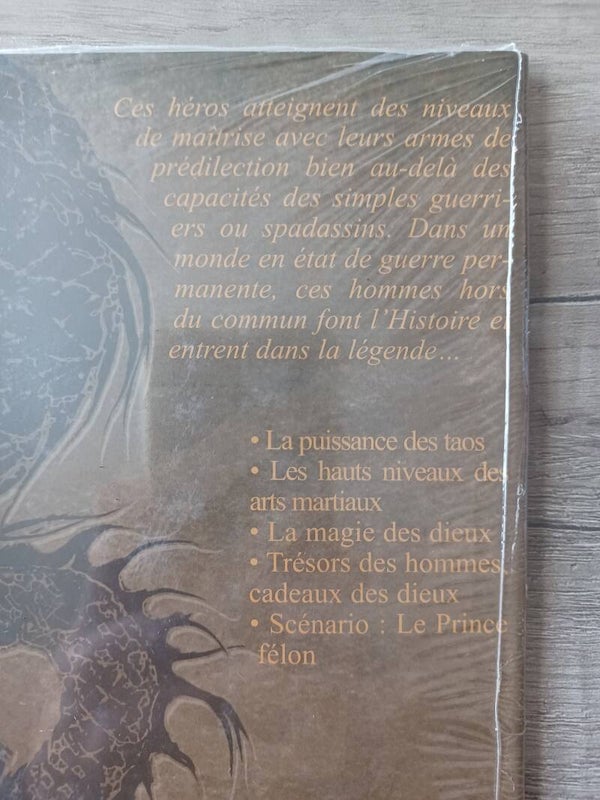 Ces héros atteignent des niveaux
de maîtrise avec leurs armes de
prédilection bien au-delà des
capacités des simples guerri-
ers ou spadassins. Dans un
monde en état de guerre per-
manente, ces hommes hors
du commun font l'Histoire et
entrent dans la légende...
• La puissance des taos
• Les hauts niveaux des
arts martiaux
• La magie des dieux
• Trésors des hommes,
cadeaux des dieux
• Scénario : Le Prince
félon